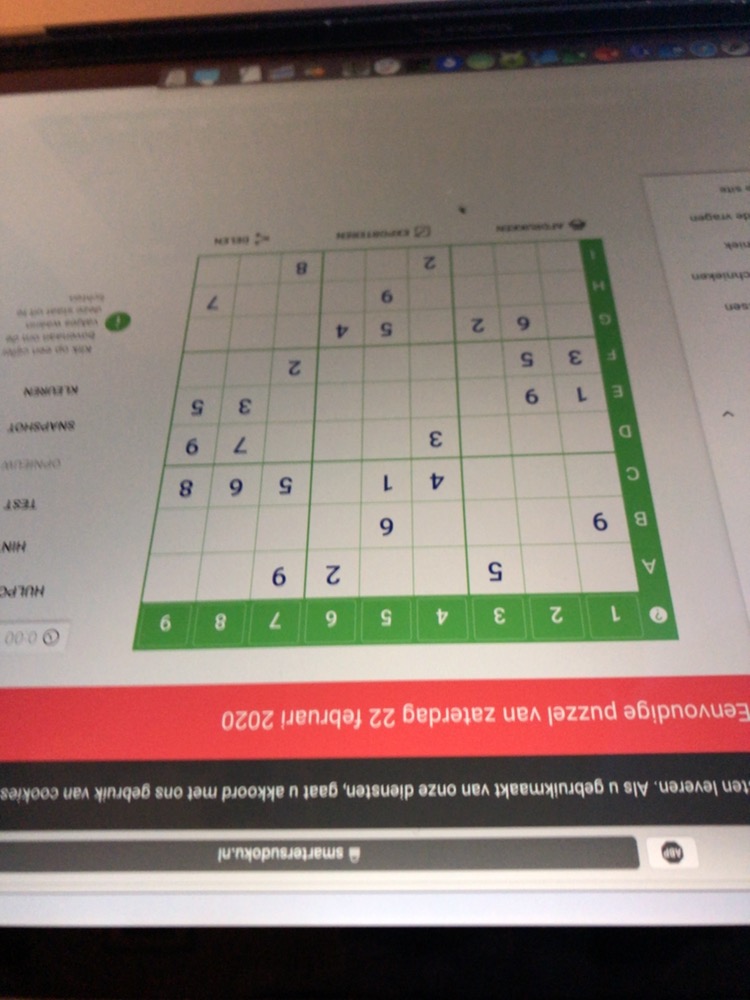 ABP smartersudoku.nl
ten leveren. Als u gebruikmaakt van onze diensten, gaat u akkoord met ons gebruik van cookies
Eenvoudige puzzel van zaterdag 22 februari 2020
? 1 2 3 4 5 6 7 8 9
A 5 2 9
B 9 6
C 4 1 5 6 8
D 3 7 9
E 1 9 3 5
F 3 5 2
G 6 2 5 4
H 9 7
I 2 8
AFDRUKKEN EXPORTEREN DELEN
0:00
HULPC
HIN
TEST
OPNIEUW
SNAPSHOT
KLEUREN
Klik op een cijfer
bovenaan om de
vakjes waarin
deze staat uit te
lichten
sen
chnieken
niek
de vragen
site